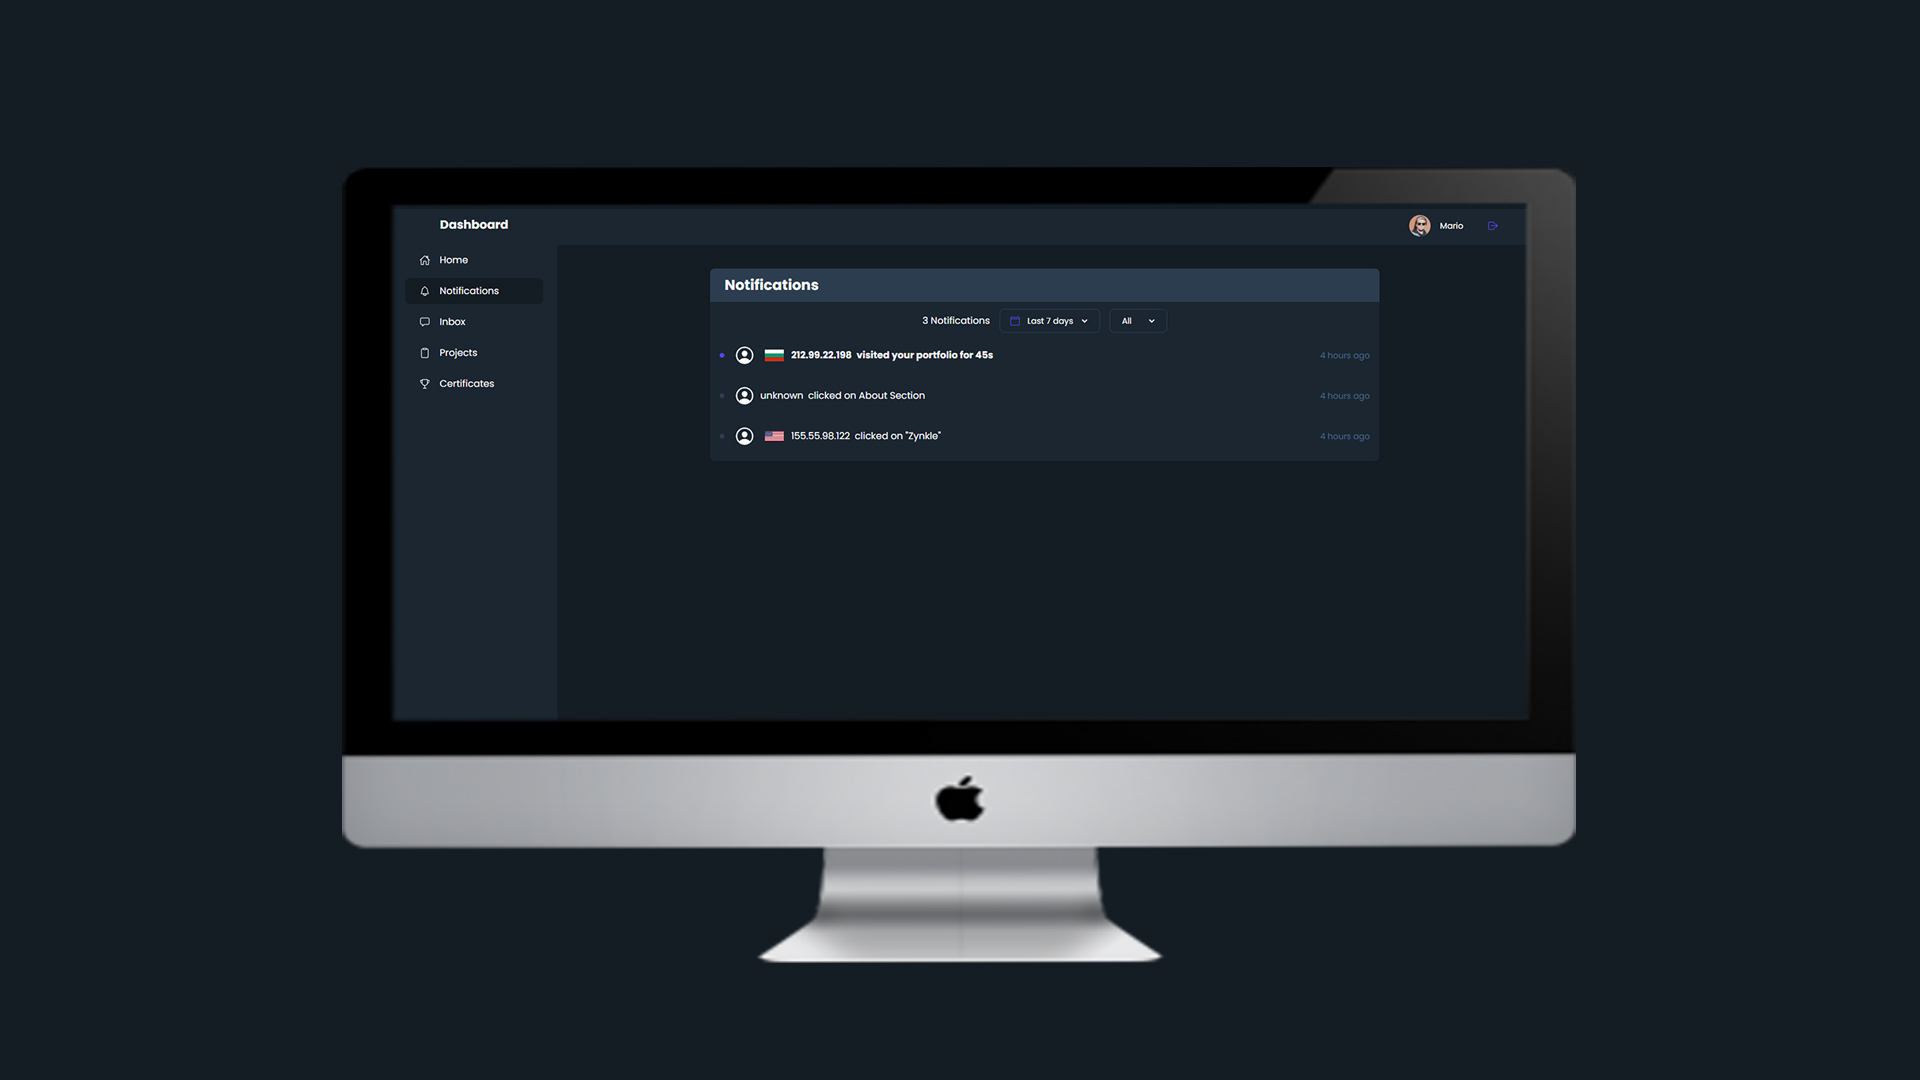 Dashboard
Mario
Home
Notifications
Inbox
Projects
Certificates
Notifications
3 Notifications
Last 7 days
All
212.99.22.198 visited your portfolio for 45s
4 hours ago
unknown clicked on About Section
4 hours ago
155.55.98.122 clicked on "Zynkle"
4 hours ago